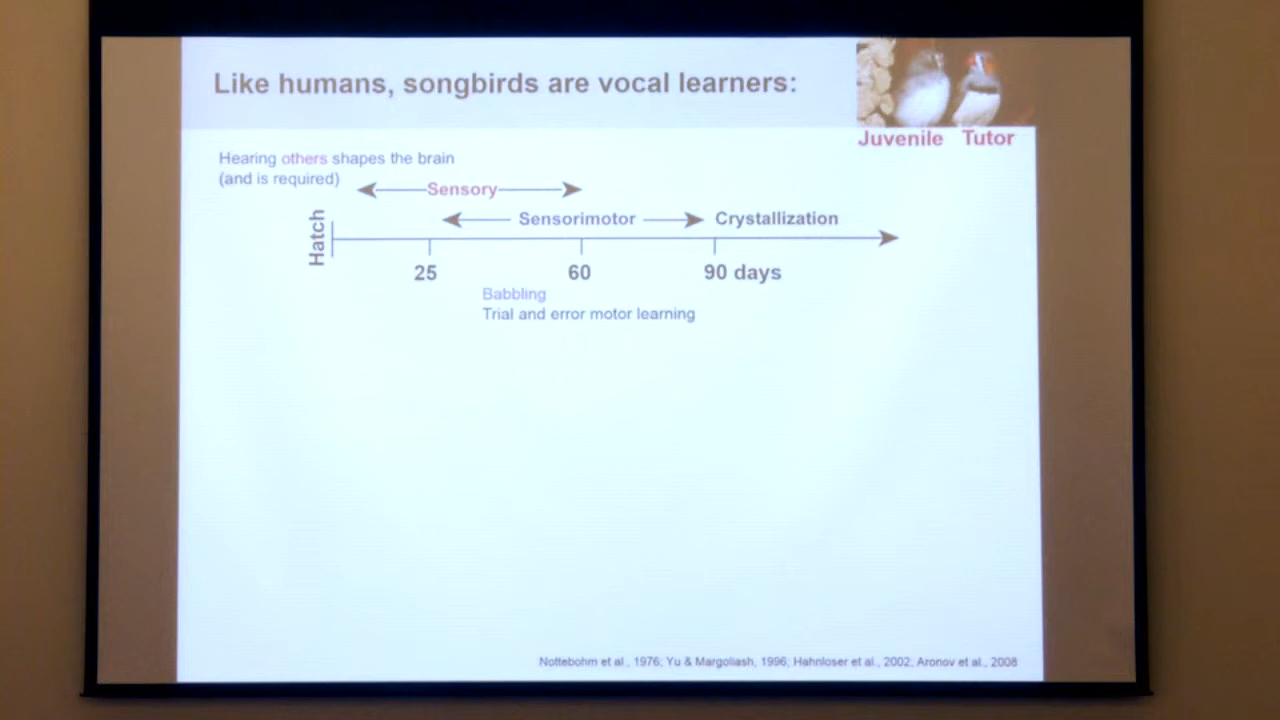 Like humans, songbirds are vocal learners:
Juvenile Tutor
Hearing others shapes the brain
(and is required)
Sensory
Sensorimotor
Crystallization
Hatch
25
60
90 days
Babbling
Trial and error motor learning
Nottebohm et al., 1976; Yu & Margoliash, 1996; Hahnloser et al., 2002; Aronov et al., 2008